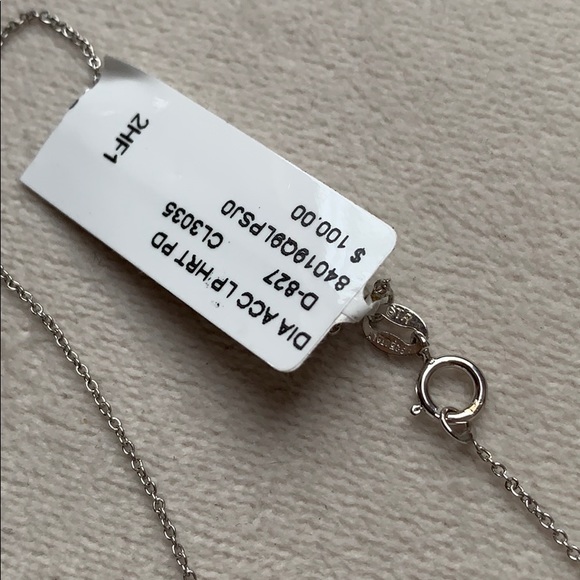 DIA ACC LP HRT PD
D-827 CL3035
84019Q9LPSJ0
$ 100.00
2HF1